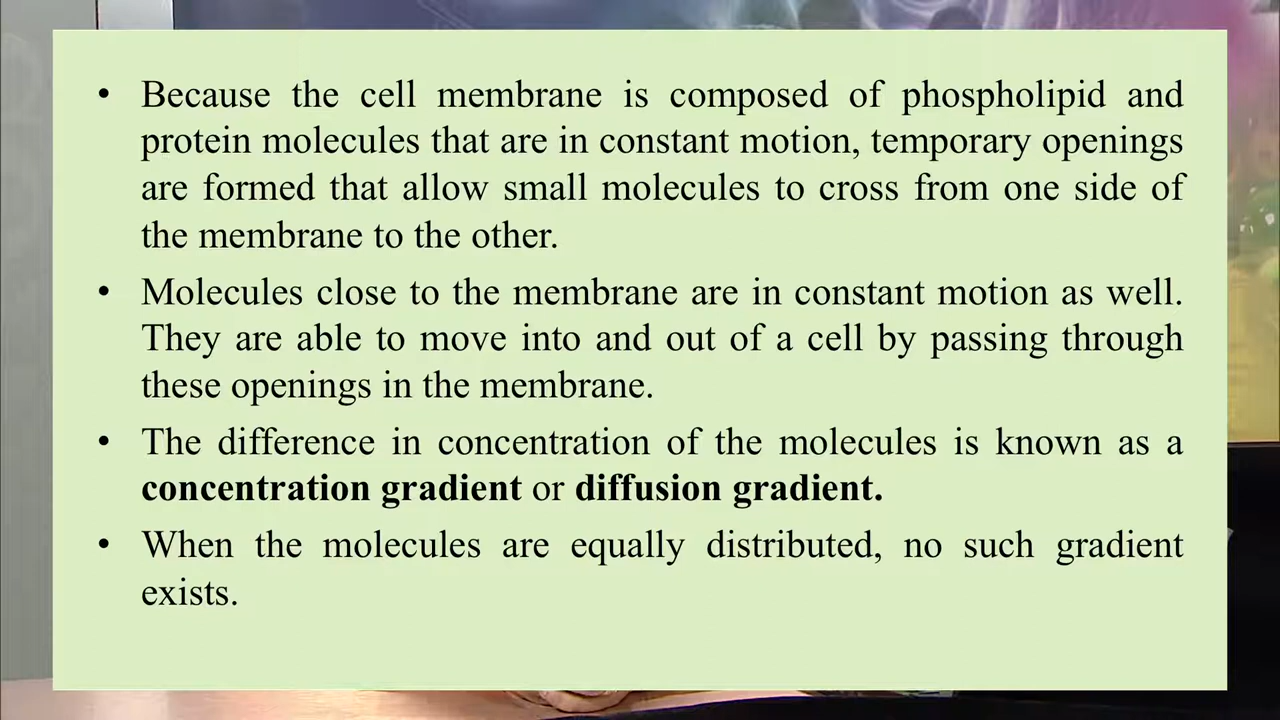 • Because the cell membrane is composed of phospholipid and
protein molecules that are in constant motion, temporary openings
are formed that allow small molecules to cross from one side of
the membrane to the other.
• Molecules close to the membrane are in constant motion as well.
They are able to move into and out of a cell by passing through
these openings in the membrane.
• The difference in concentration of the molecules is known as a
concentration gradient or diffusion gradient.
• When the molecules are equally distributed, no such gradient
exists.